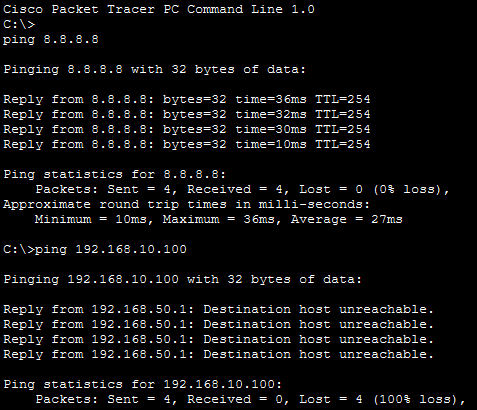 Cisco Packet Tracer PC Command Line 1.0
C:\>
ping 8.8.8.8
Pinging 8.8.8.8 with 32 bytes of data:
Reply from 8.8.8.8: bytes=32 time=36ms TTL=254
Reply from 8.8.8.8: bytes=32 time=32ms TTL=254
Reply from 8.8.8.8: bytes=32 time=30ms TTL=254
Reply from 8.8.8.8: bytes=32 time=10ms TTL=254
Ping statistics for 8.8.8.8:
Packets: Sent = 4, Received = 4, Lost = 0 (0% loss),
Approximate round trip times in milli-seconds:
Minimum = 10ms, Maximum = 36ms, Average = 27ms
C:\>ping 192.168.10.100
Pinging 192.168.10.100 with 32 bytes of data:
Reply from 192.168.50.1: Destination host unreachable.
Reply from 192.168.50.1: Destination host unreachable.
Reply from 192.168.50.1: Destination host unreachable.
Reply from 192.168.50.1: Destination host unreachable.
Ping statistics for 192.168.10.100:
Packets: Sent = 4, Received = 0, Lost = 4 (100% loss),